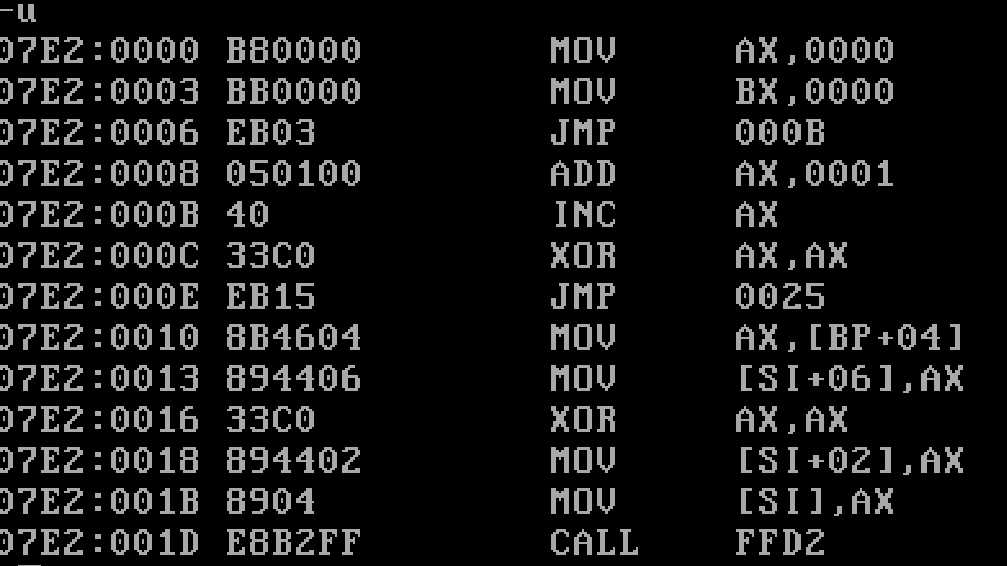 -u
07E2:0000 B80000 MOV AX,0000
07E2:0003 BB0000 MOV BX,0000
07E2:0006 EB03 JMP 000B
07E2:0008 050100 ADD AX,0001
07E2:000B 40 INC AX
07E2:000C 33C0 XOR AX,AX
07E2:000E EB15 JMP 0025
07E2:0010 8B4604 MOV AX,[BP+04]
07E2:0013 894406 MOV [SI+06],AX
07E2:0016 33C0 XOR AX,AX
07E2:0018 894402 MOV [SI+02],AX
07E2:001B 8904 MOV [SI],AX
07E2:001D E8B2FF CALL FFD2